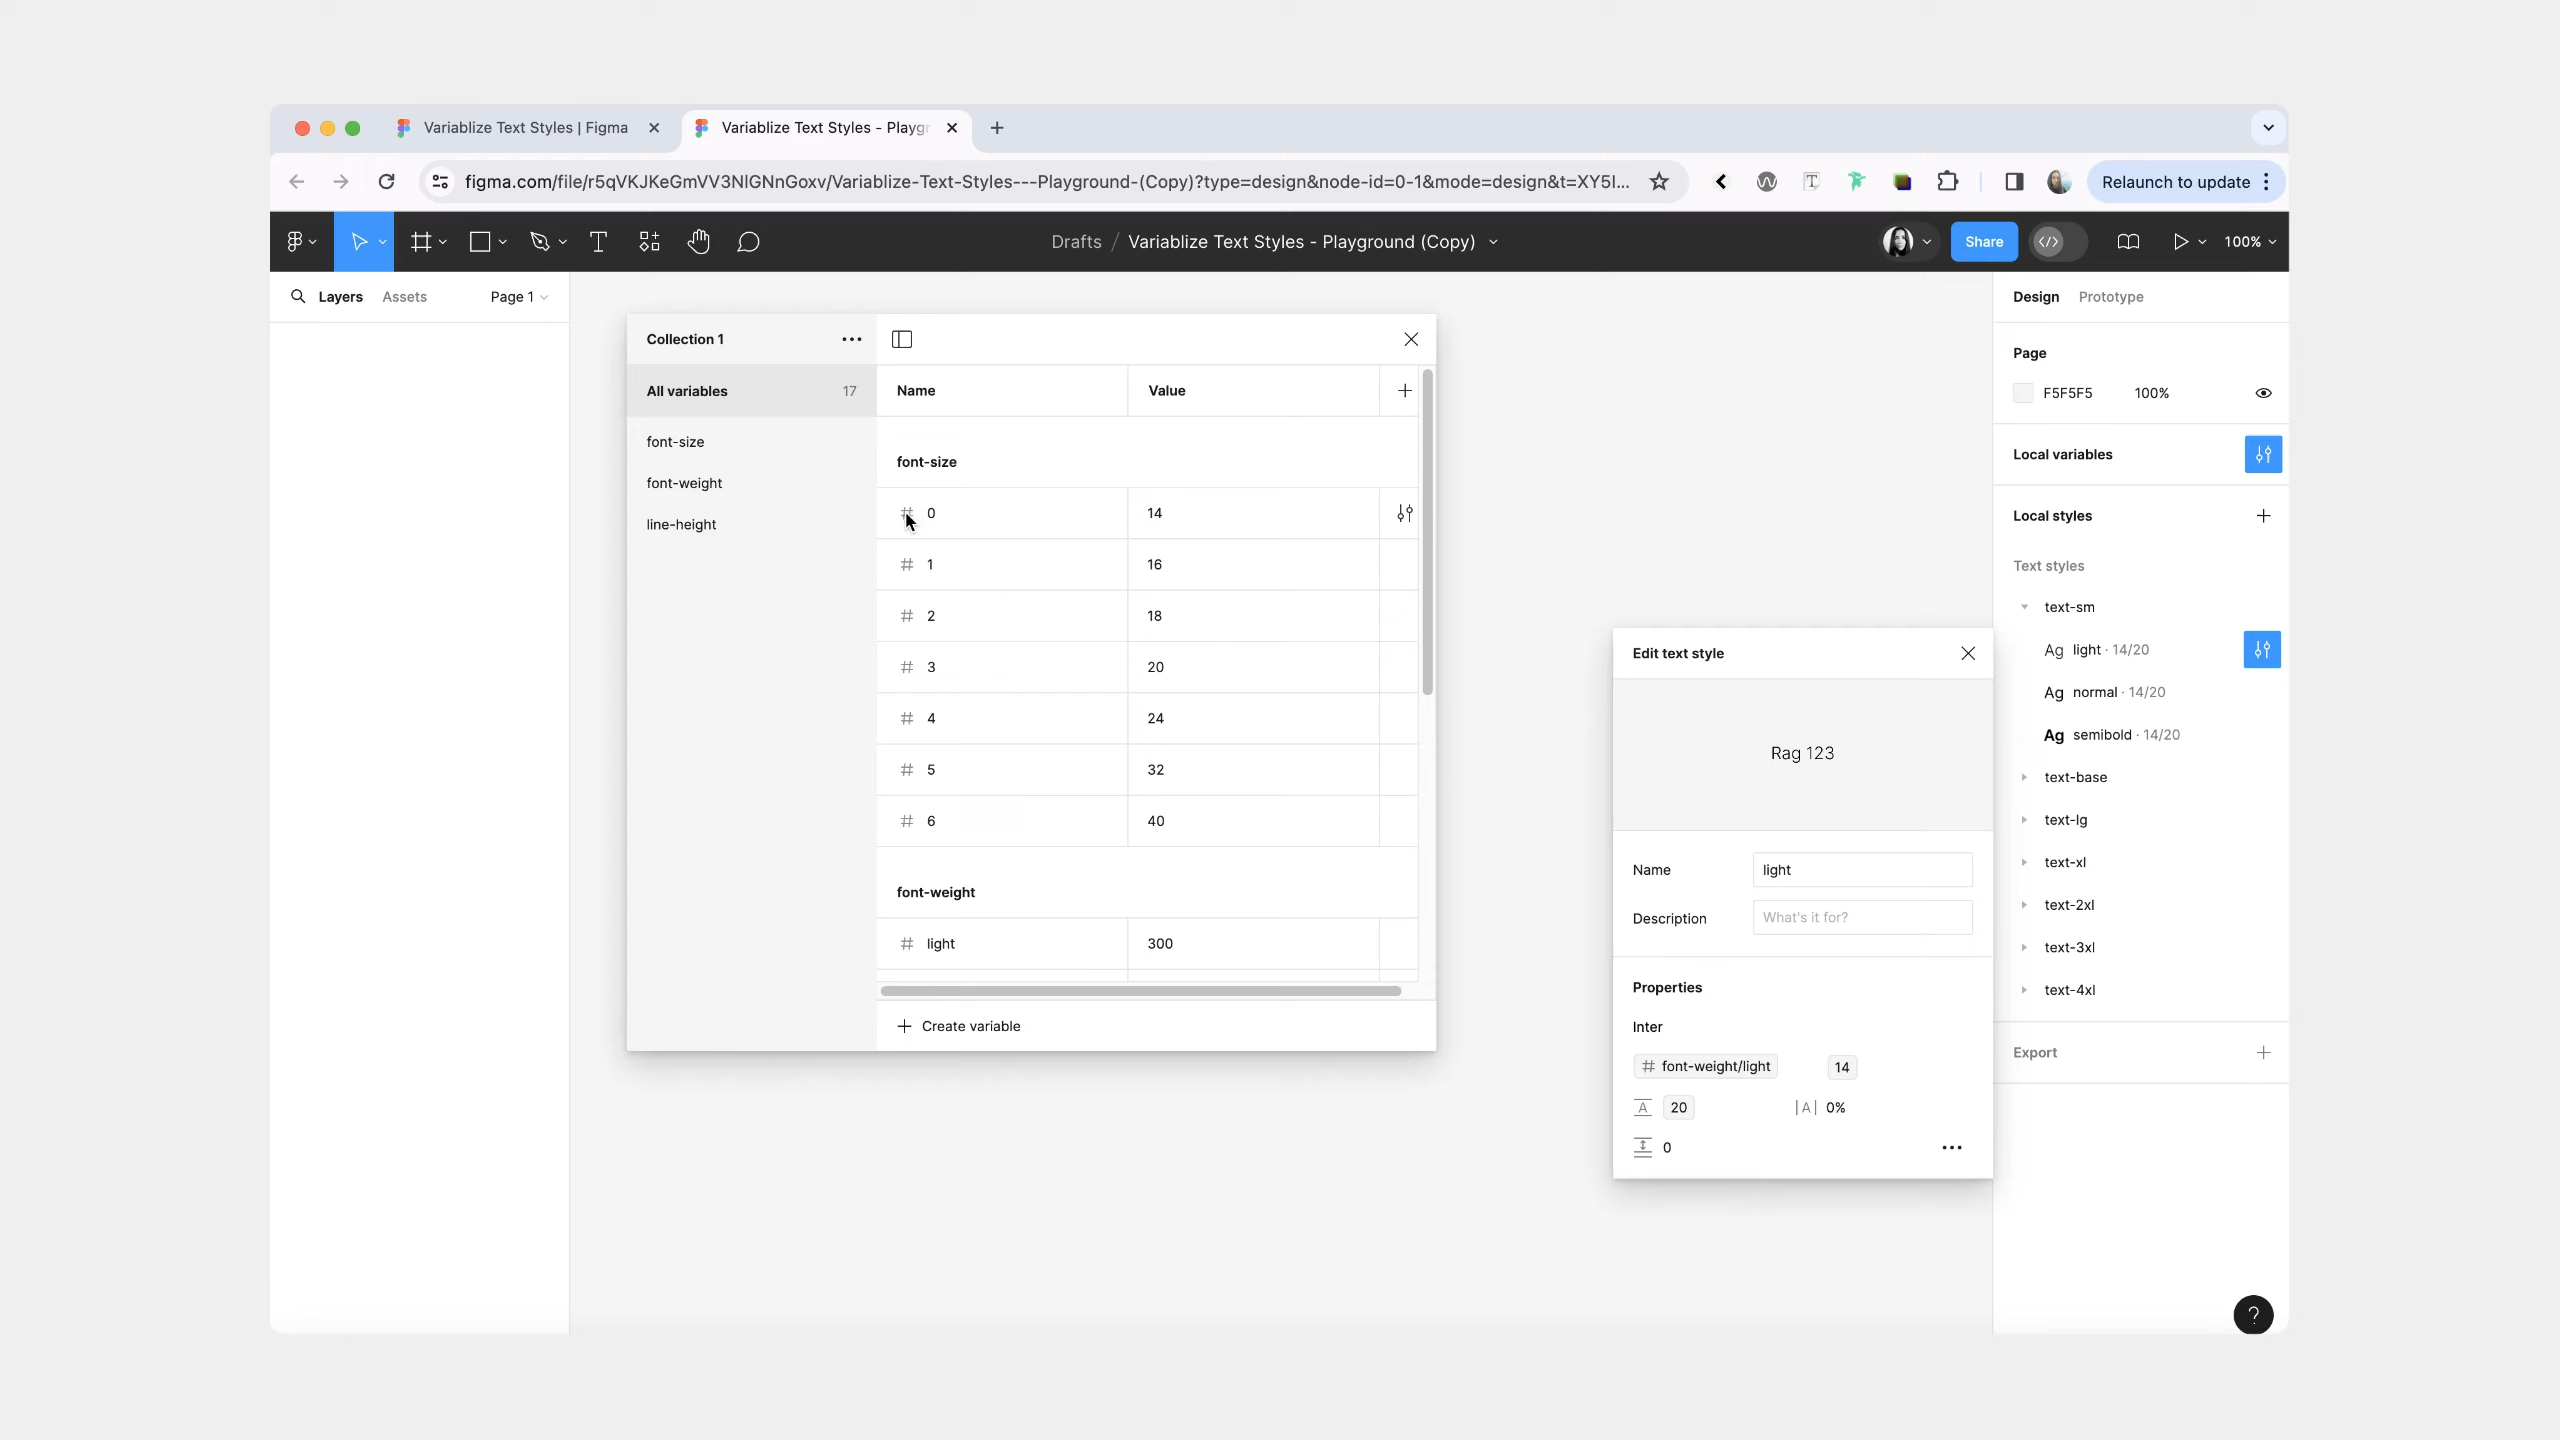 Variablize Text Styles | Figma
Variablize Text Styles - Playgr
figma.com/file/r5qVKJKeGmVV3NlGNnGoxv/Variablize-Text-Styles---Playground-(Copy)?type=design&node-id=0-1&mode=design&t=XY5I...
Relaunch to update
Drafts / Variablize Text Styles - Playground (Copy)
Share
100%
Layers
Assets
Page 1
Collection 1
All variables 17
font-size
font-weight
line-height
Name Value
font-size
0 14
1 16
2 18
3 20
4 24
5 32
6 40
font-weight
light 300
Create variable
Edit text style
Rag 123
Name light
Description What's it for?
Properties
Inter
font-weight/light 14
A 20 |A| 0%
0
Design Prototype
Page
F5F5F5 100%
Local variables
Local styles
Text styles
text-sm
Ag light · 14/20
Ag normal · 14/20
Ag semibold · 14/20
text-base
text-lg
text-xl
text-2xl
text-3xl
text-4xl
Export
?